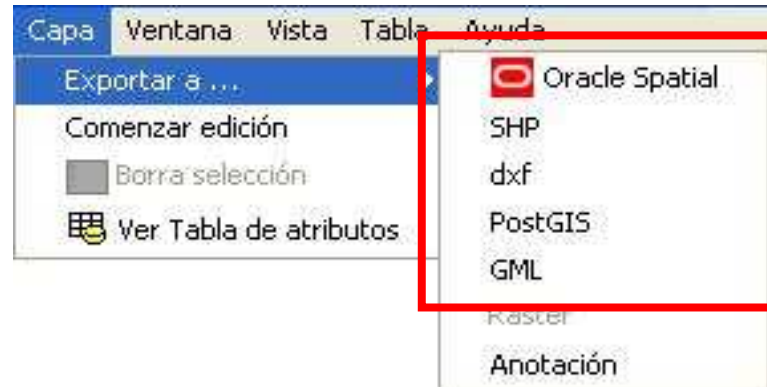 Capa Ventana Vista Tabla Ayuda
Exportar a ...
Comenzar edición
Borra selección
Ver Tabla de atributos
Oracle Spatial
SHP
dxf
PostGIS
GML
Raster
Anotación